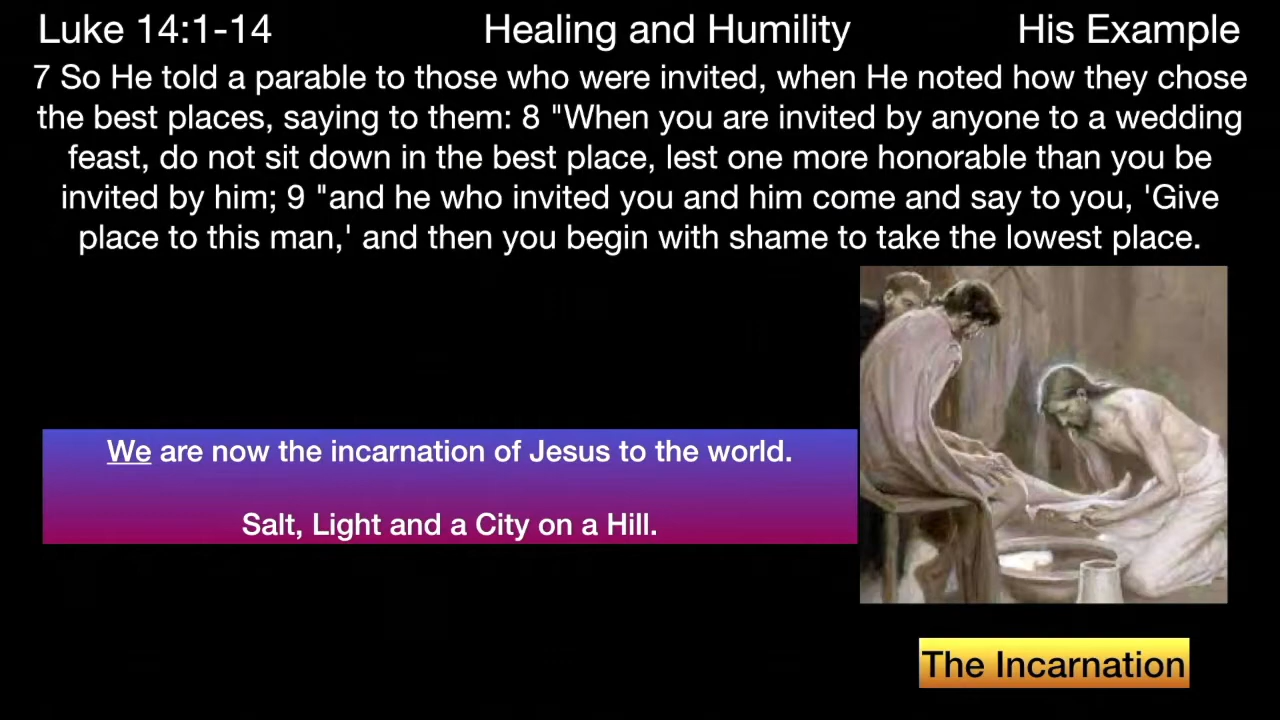 Luke 14:1-14 Healing and Humility His Example
7 So He told a parable to those who were invited, when He noted how they chose
the best places, saying to them: 8 "When you are invited by anyone to a wedding
feast, do not sit down in the best place, lest one more honorable than you be
invited by him; 9 "and he who invited you and him come and say to you, 'Give
place to this man,' and then you begin with shame to take the lowest place.
We are now the incarnation of Jesus to the world.
Salt, Light and a City on a Hill.
The Incarnation